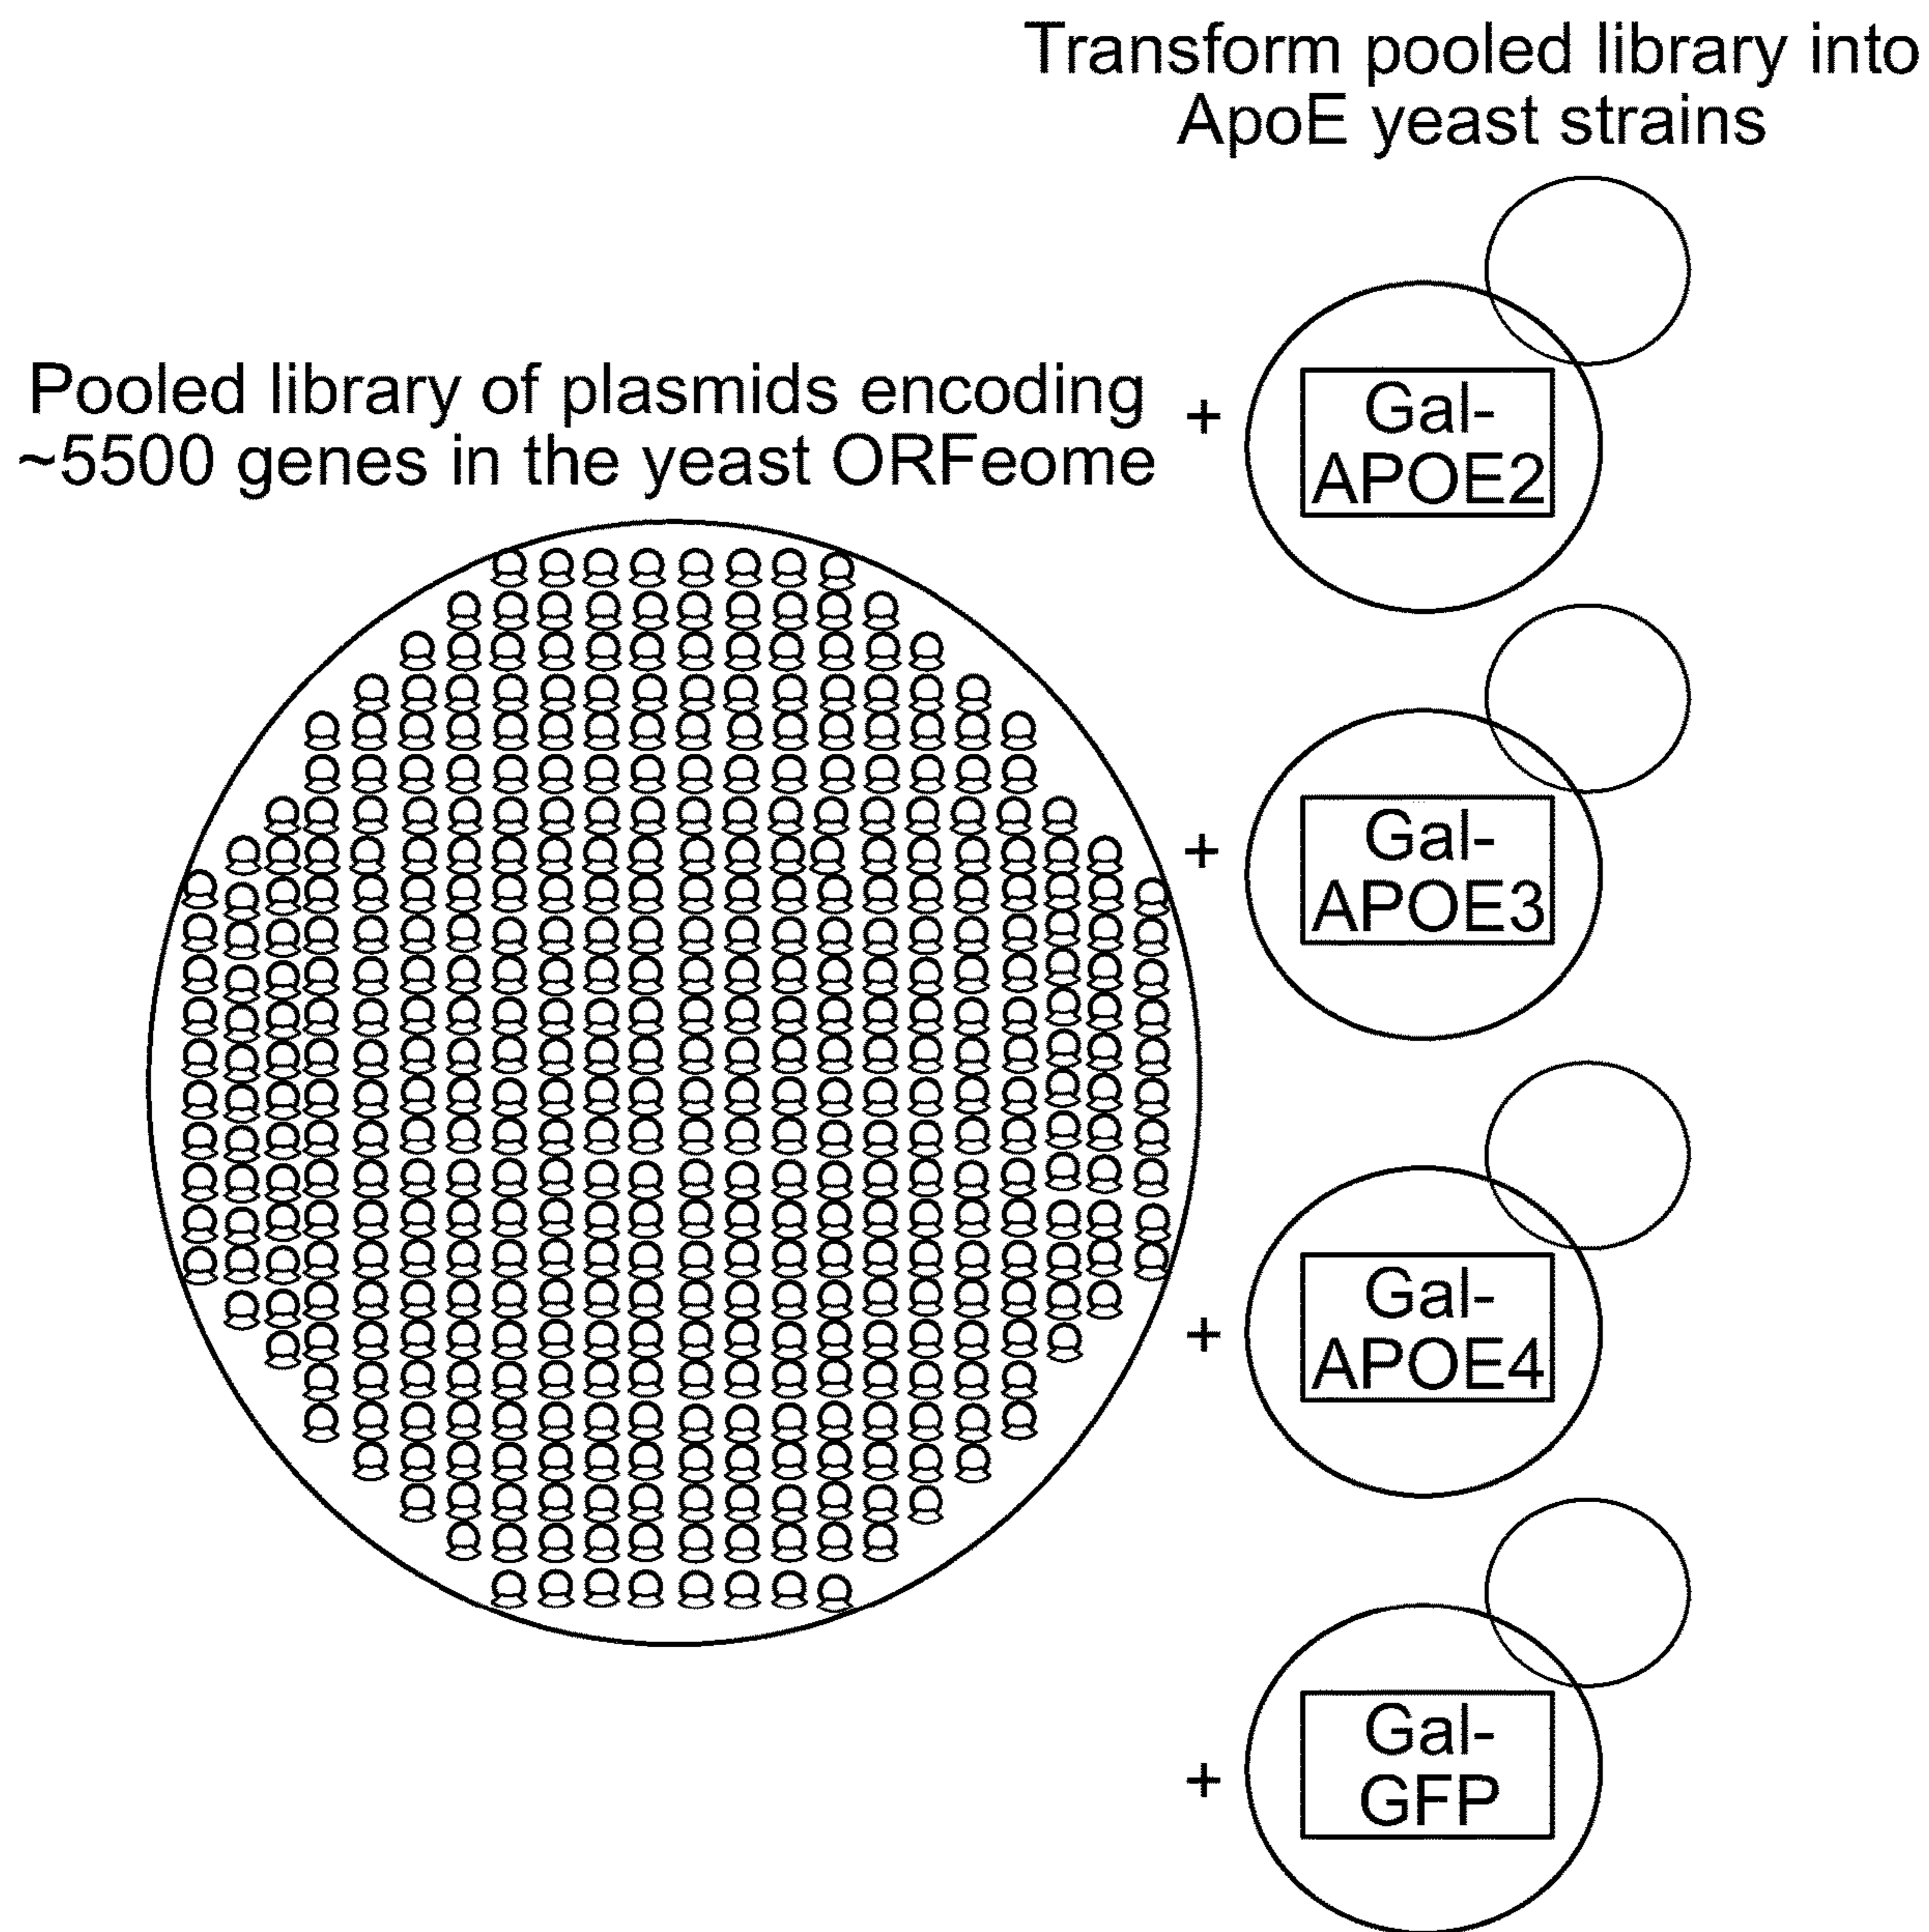 Transform pooled library into
ApoE yeast strains
Pooled library of plasmids encoding
~5500 genes in the yeast ORFeome
+
Gal-
APOE2
+
Gal-
APOE3
+
Gal-
APOE4
+
Gal-
GFP